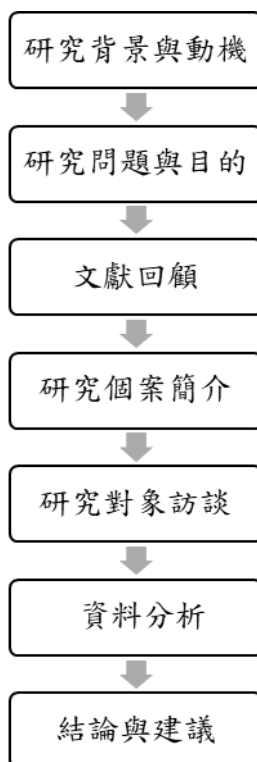 研究背景與動機
研究問題與目的
文獻回顧
研究個案簡介
研究對象訪談
資料分析
結論與建議